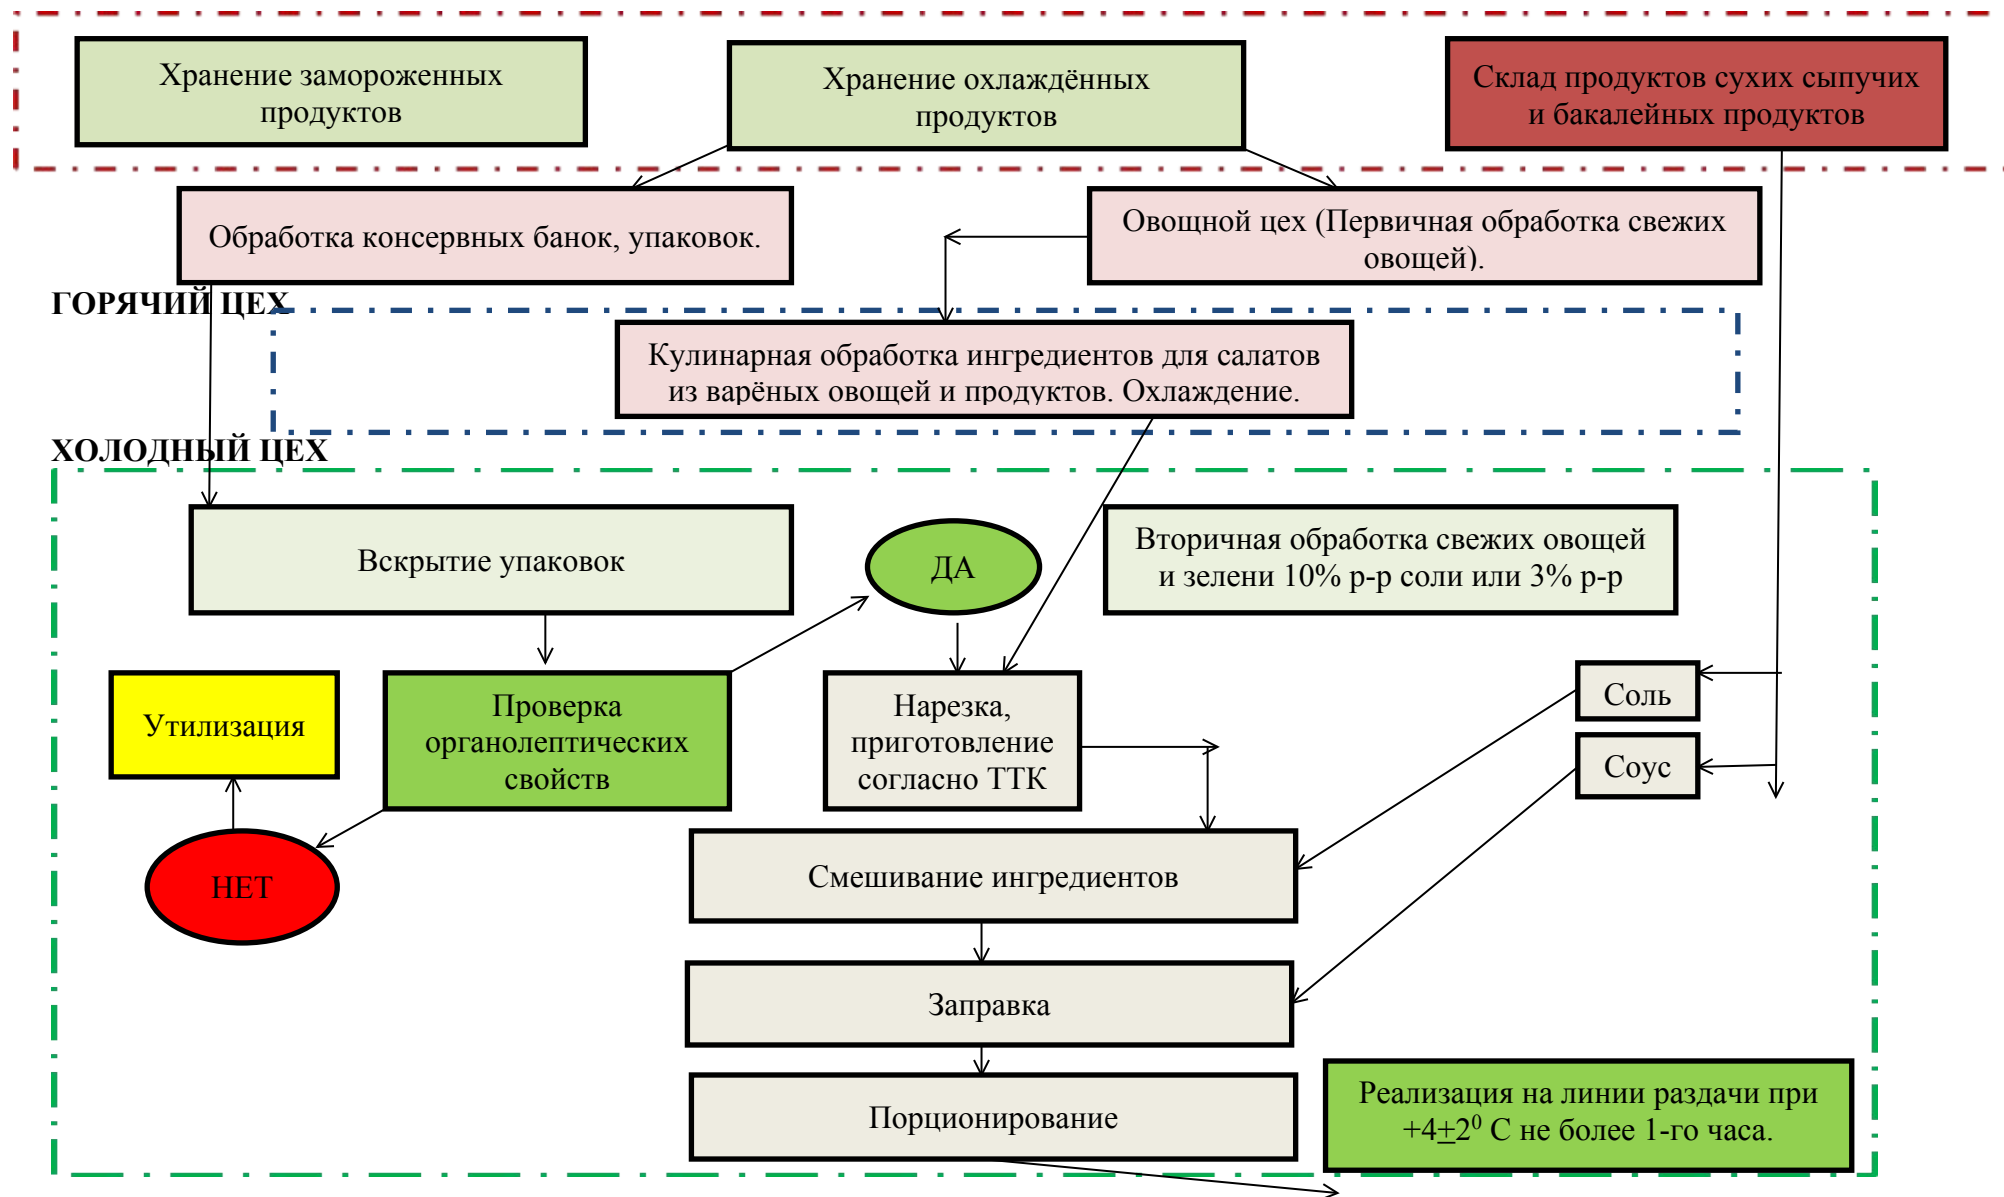 Хранение замороженных
продуктов
Хранение охлаждённых
продуктов
Склад продуктов сухих сыпучих
и бакалейных продуктов
Обработка консервных банок, упаковок.
Овощной цех (Первичная обработка свежих
овощей).
ГОРЯЧИЙ ЦЕХ
Кулинарная обработка ингредиентов для салатов
из варёных овощей и продуктов. Охлаждение.
ХОЛОДНЫЙ ЦЕХ
Вскрытие упаковок
ДА
Вторичная обработка свежих овощей
и зелени 10% р-р соли или 3% р-р
Утилизация
Проверка
органолептических
свойств
Нарезка,
приготовление
согласно ТТК
Соль
Соус
НЕТ
Смешивание ингредиентов
Заправка
Порционирование
Реализация на линии раздачи при
+4±2⁰ С не более 1-го часа.